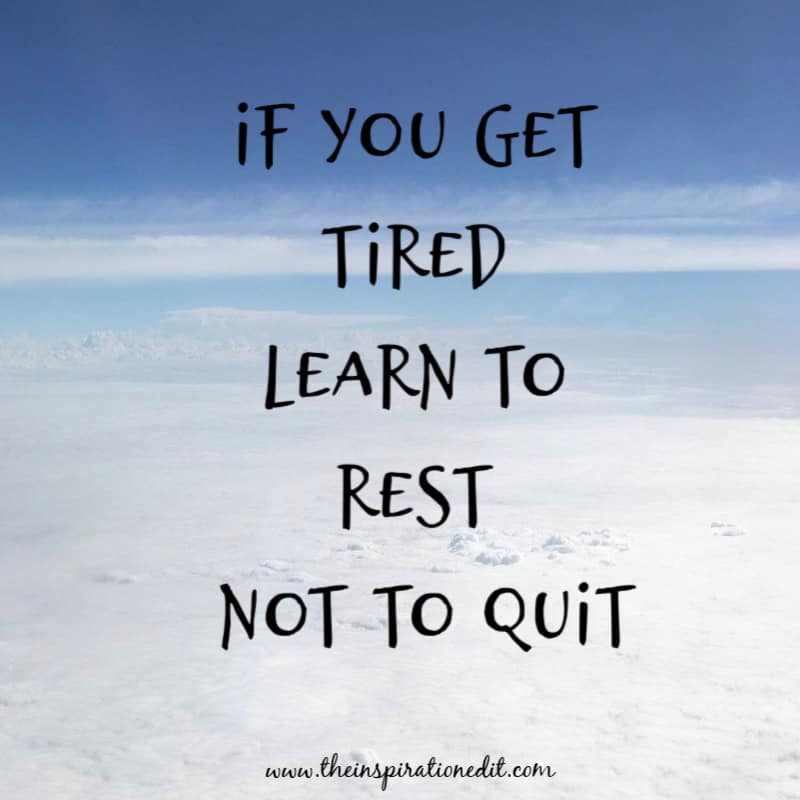 iF YOU GET
TiRED
LEARN TO
REST
NOT TO QUiT
www.theinspirationedit.com